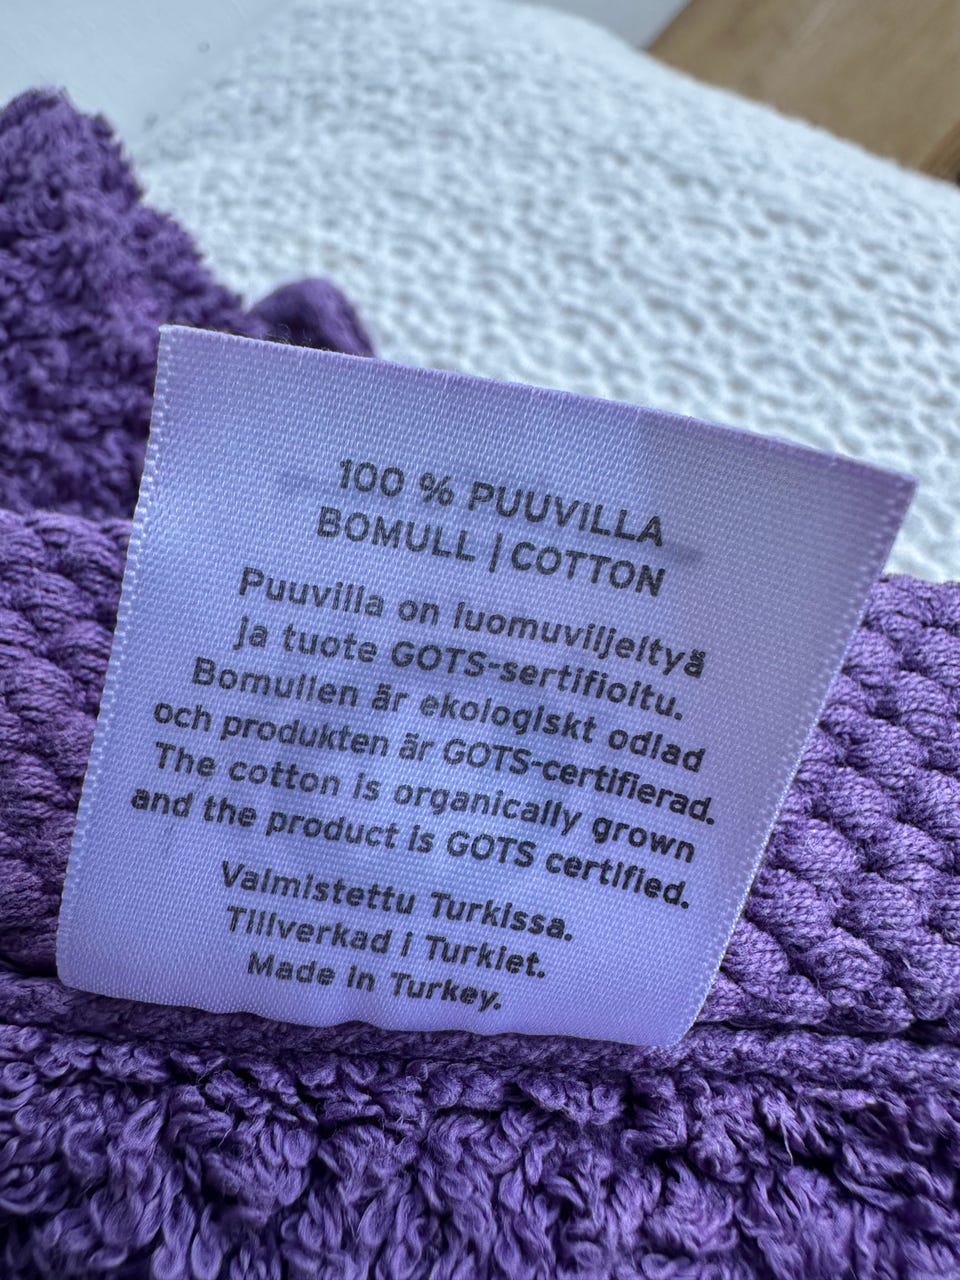 100 % PUUVILLA
BOMULL | COTTON
Puuvilla on luomuviljeltyä
ja tuote GOTS-sertifioitu.
Bomullen är ekologiskt odlad
och produkten är GOTS-certifierad.
The cotton is organically grown
and the product is GOTS certified.
Valmistettu Turkissa.
Tillverkad i Turkiet.
Made in Turkey.